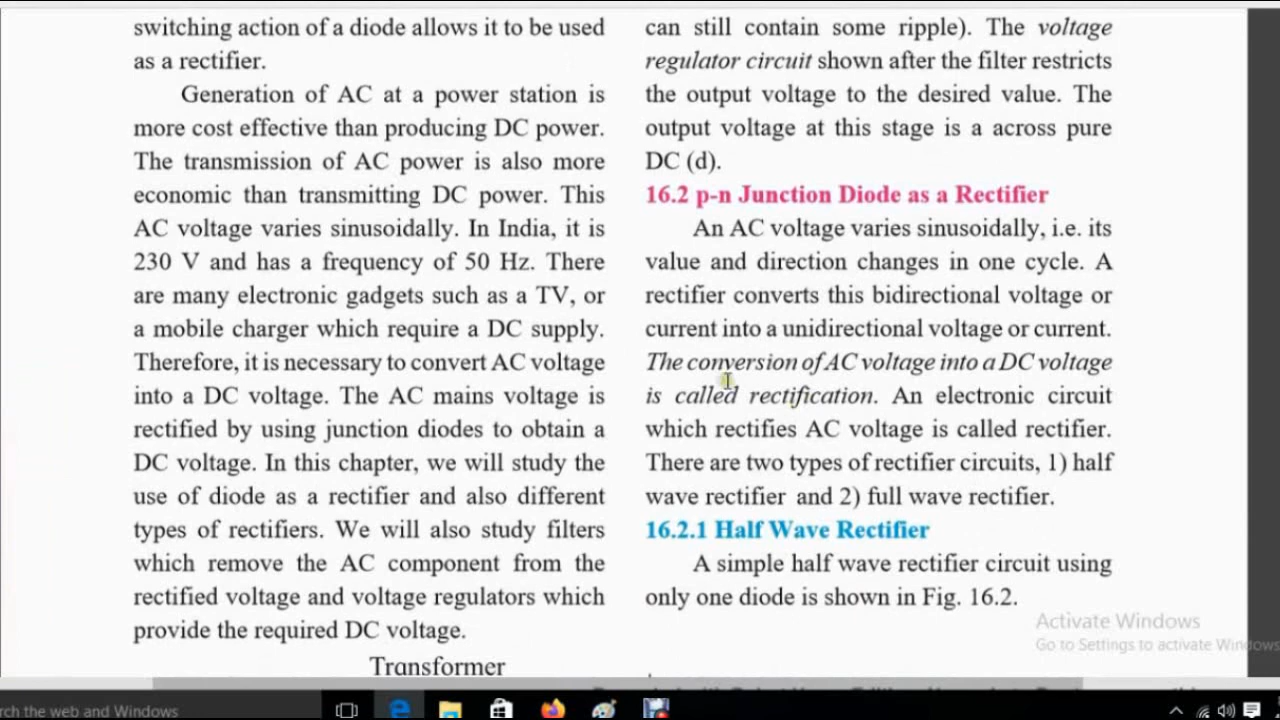 switching action of a diode allows it to be used
as a rectifier.
Generation of AC at a power station is
more cost effective than producing DC power.
The transmission of AC power is also more
economic than transmitting DC power. This
AC voltage varies sinusoidally. In India, it is
230 V and has a frequency of 50 Hz. There
are many electronic gadgets such as a TV, or
a mobile charger which require a DC supply.
Therefore, it is necessary to convert AC voltage
into a DC voltage. The AC mains voltage is
rectified by using junction diodes to obtain a
DC voltage. In this chapter, we will study the
use of diode as a rectifier and also different
types of rectifiers. We will also study filters
which remove the AC component from the
rectified voltage and voltage regulators which
provide the required DC voltage.
Transformer
can still contain some ripple). The voltage
regulator circuit shown after the filter restricts
the output voltage to the desired value. The
output voltage at this stage is a across pure
DC (d).
16.2 p-n Junction Diode as a Rectifier
An AC voltage varies sinusoidally, i.e. its
value and direction changes in one cycle. A
rectifier converts this bidirectional voltage or
current into a unidirectional voltage or current.
The conversion of AC voltage into a DC voltage
is called rectification. An electronic circuit
which rectifies AC voltage is called rectifier.
There are two types of rectifier circuits, 1) half
wave rectifier and 2) full wave rectifier.
16.2.1 Half Wave Rectifier
A simple half wave rectifier circuit using
only one diode is shown in Fig. 16.2.
Activate Windows
Go to Settings to activate Windows
rch the web and Windows